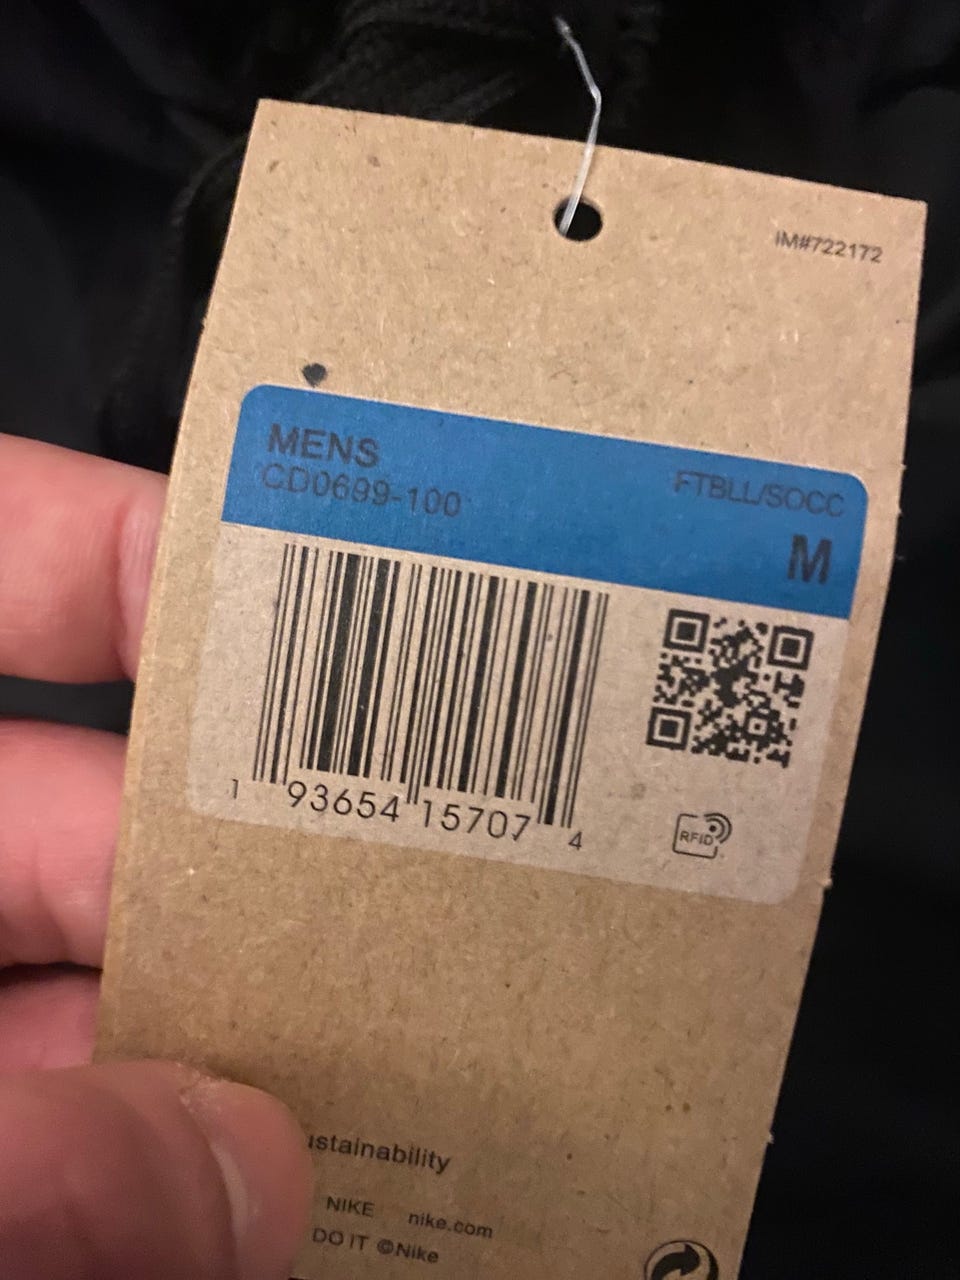 IM#722172
MENS
CD0699-100
FTBLL/SOCC
M
1 93654 15707 4
RFID
ustainability
NIKE nike.com
DO IT @Nike